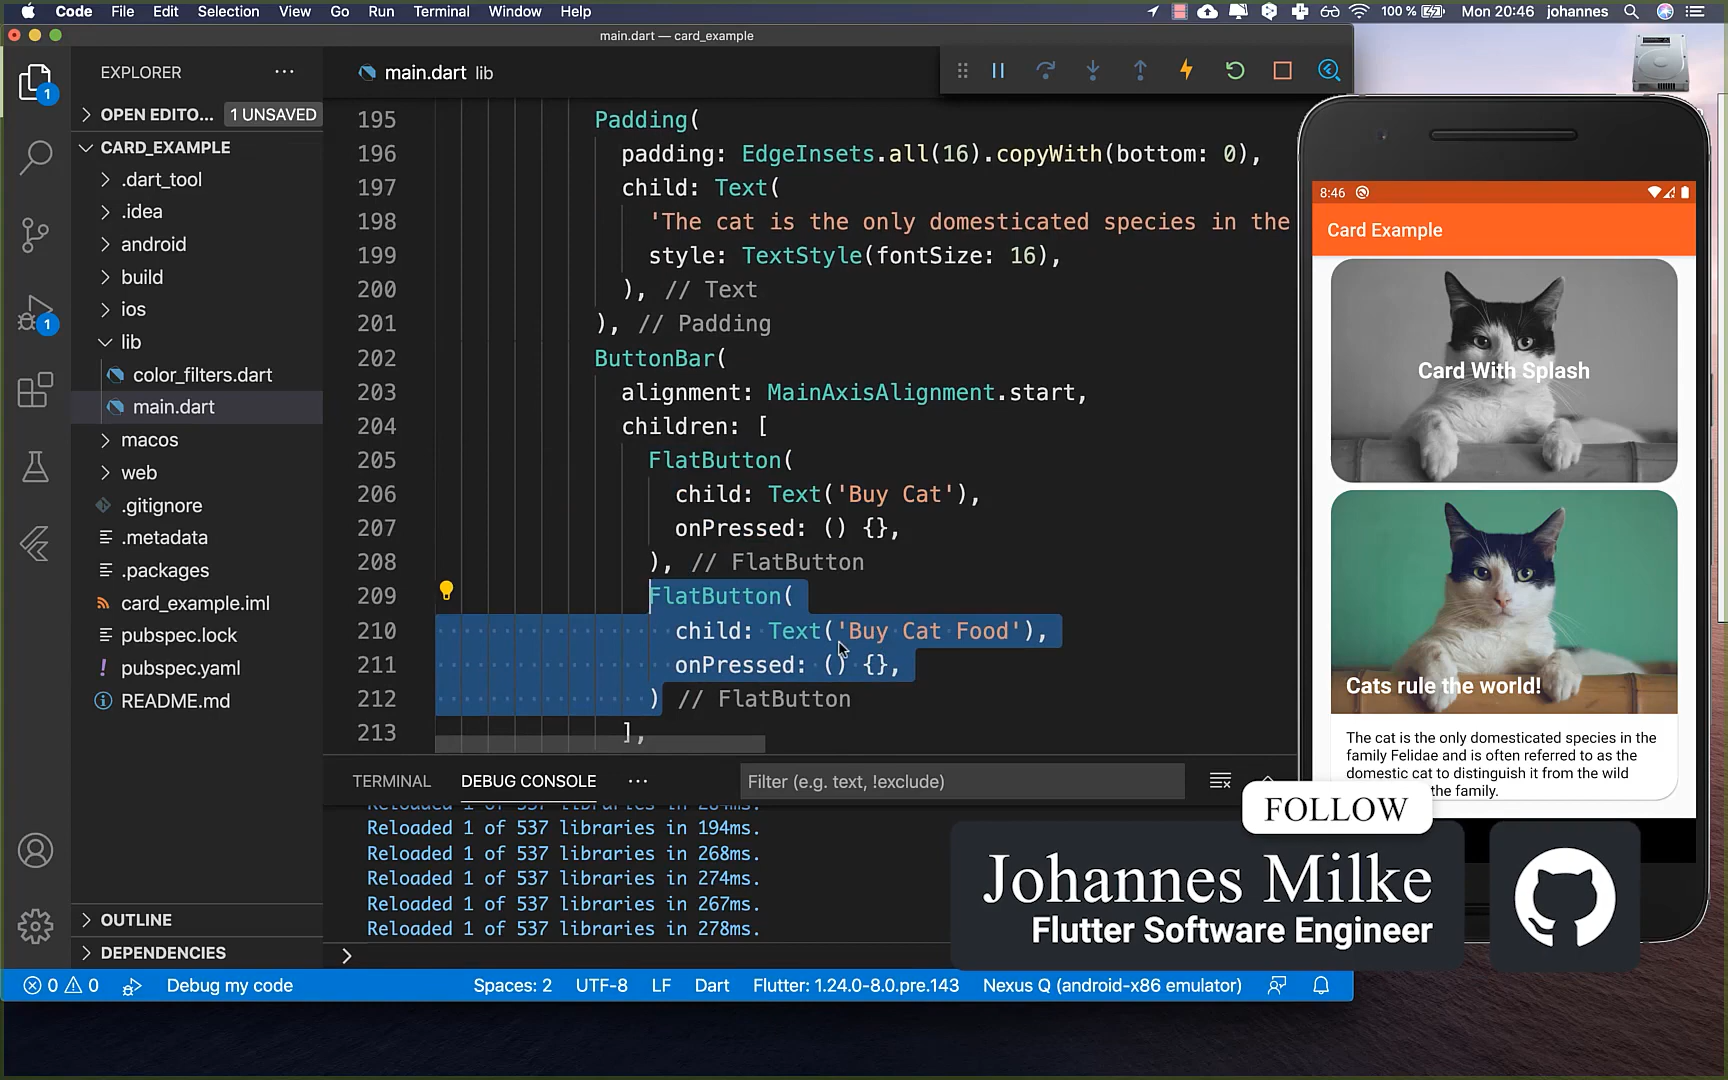 Code File Edit Selection View Go Run Terminal Window Help 100 % Mon 20:46 johannes
main.dart — card_example
EXPLORER
main.dart lib
OPEN EDITO... 1 UNSAVED
CARD_EXAMPLE
.dart_tool
.idea
android
build
ios
lib
color_filters.dart
main.dart
macos
web
.gitignore
.metadata
.packages
card_example.iml
pubspec.lock
pubspec.yaml
README.md
OUTLINE
DEPENDENCIES
1
1
195 Padding(
196 padding: EdgeInsets.all(16).copyWith(bottom: 0),
197 child: Text(
198 'The cat is the only domesticated species in the
199 style: TextStyle(fontSize: 16),
200 ), // Text
201 ), // Padding
202 ButtonBar(
203 alignment: MainAxisAlignment.start,
204 children: [
205 FlatButton(
206 child: Text('Buy Cat'),
207 onPressed: () {},
208 ), // FlatButton
209 FlatButton(
210 child: Text('Buy Cat Food'),
211 onPressed: () {},
212 ) // FlatButton
213 ],
TERMINAL DEBUG CONSOLE Filter (e.g. text, !exclude)
Reloaded 1 of 537 libraries in 284ms.
Reloaded 1 of 537 libraries in 194ms.
Reloaded 1 of 537 libraries in 268ms.
Reloaded 1 of 537 libraries in 274ms.
Reloaded 1 of 537 libraries in 267ms.
Reloaded 1 of 537 libraries in 278ms.
8:46
Card Example
Card With Splash
Cats rule the world!
The cat is the only domesticated species in the
family Felidae and is often referred to as the
domestic cat to distinguish it from the wild
the family.
FOLLOW
Johannes Milke
Flutter Software Engineer
0 0 Debug my code Spaces: 2 UTF-8 LF Dart Flutter: 1.24.0-8.0.pre.143 Nexus Q (android-x86 emulator)